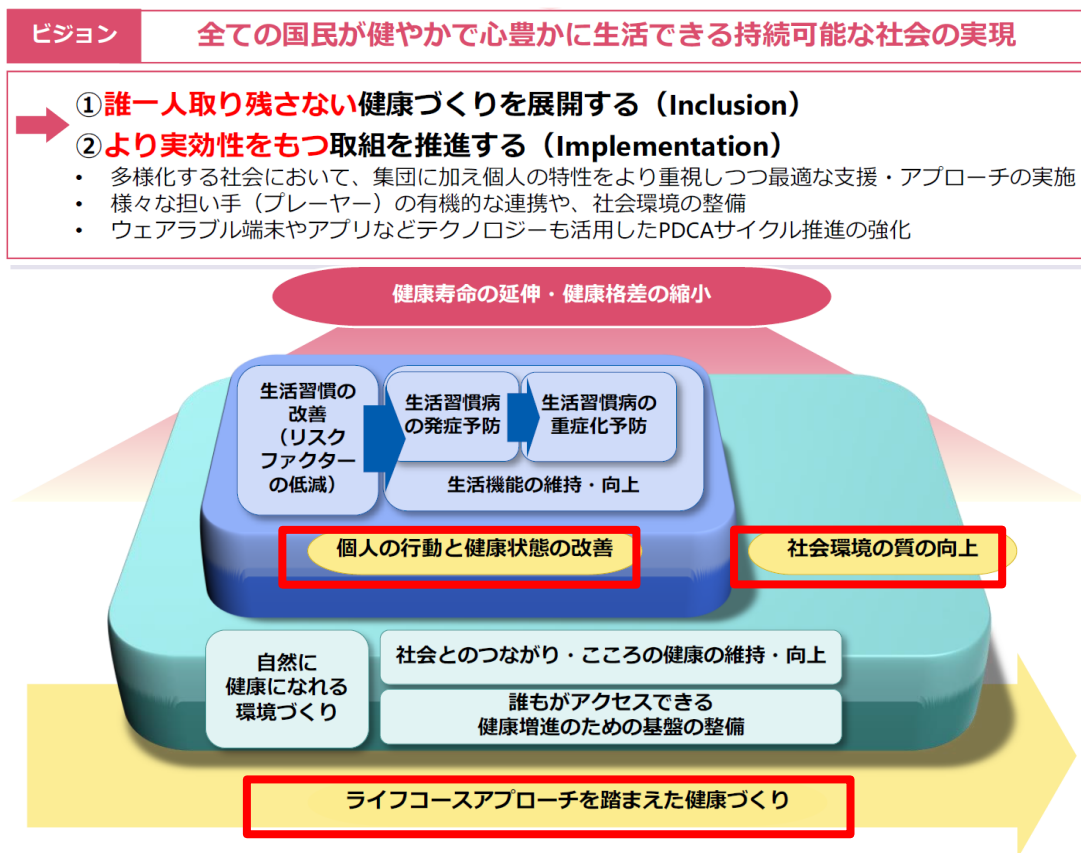 ビジョン
全ての国民が健やかで心豊かに生活できる持続可能な社会の実現
①誰一人取り残さない健康づくりを展開する（Inclusion）
②より実効性をもつ取組を推進する（Implementation）
• 多様化する社会において、集団に加え個人の特性をより重視しつつ最適な支援・アプローチの実施
• 様々な担い手（プレーヤー）の有機的な連携や、社会環境の整備
• ウェアラブル端末やアプリなどテクノロジーも活用したPDCAサイクル推進の強化
健康寿命の延伸・健康格差の縮小
生活習慣の
改善
（リスク
ファクター
の低減）
生活習慣病
の発症予防
生活習慣病の
重症化予防
生活機能の維持・向上
個人の行動と健康状態の改善
社会環境の質の向上
自然に
健康になれる
環境づくり
社会とのつながり・こころの健康の維持・向上
誰もがアクセスできる
健康増進のための基盤の整備
ライフコースアプローチを踏まえた健康づくり